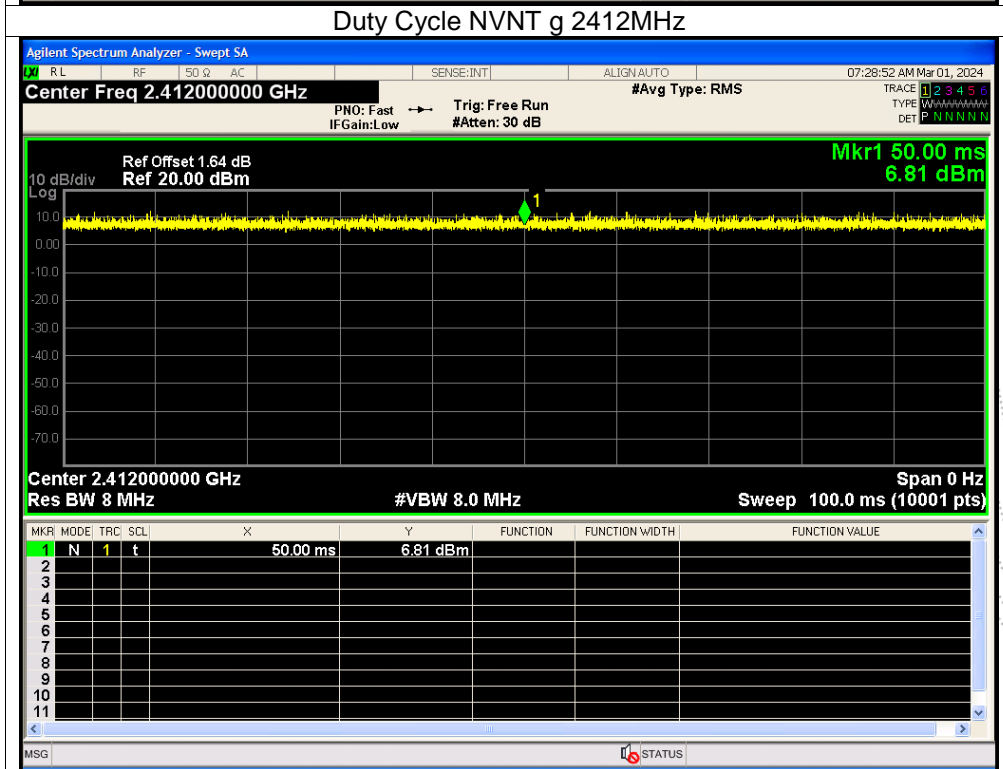 Duty Cycle NVNT g 2412MHz
Agilent Spectrum Analyzer - Swept SA
LXI RL RF 50 Ω AC SENSE:INT ALIGN AUTO 07:28:52 AM Mar 01, 2024
Center Freq 2.412000000 GHz #Avg Type: RMS TRACE 1 2 3 4 5 6
PNO: Fast Trig: Free Run TYPE
IFGain:Low #Atten: 30 dB DET P N N N N N
Mkr1 50.00 ms
6.81 dBm
Ref Offset 1.64 dB
10 dB/div Ref 20.00 dBm
Log
1
10.0
0.00
-10.0
-20.0
-30.0
-40.0
-50.0
-60.0
-70.0
Center 2.412000000 GHz Span 0 Hz
Res BW 8 MHz #VBW 8.0 MHz Sweep 100.0 ms (10001 pts)
MKR MODE TRC SCL X Y FUNCTION FUNCTION WIDTH FUNCTION VALUE
1 N 1 t 50.00 ms 6.81 dBm
2
3
4
5
6
7
8
9
10
11
MSG STATUS